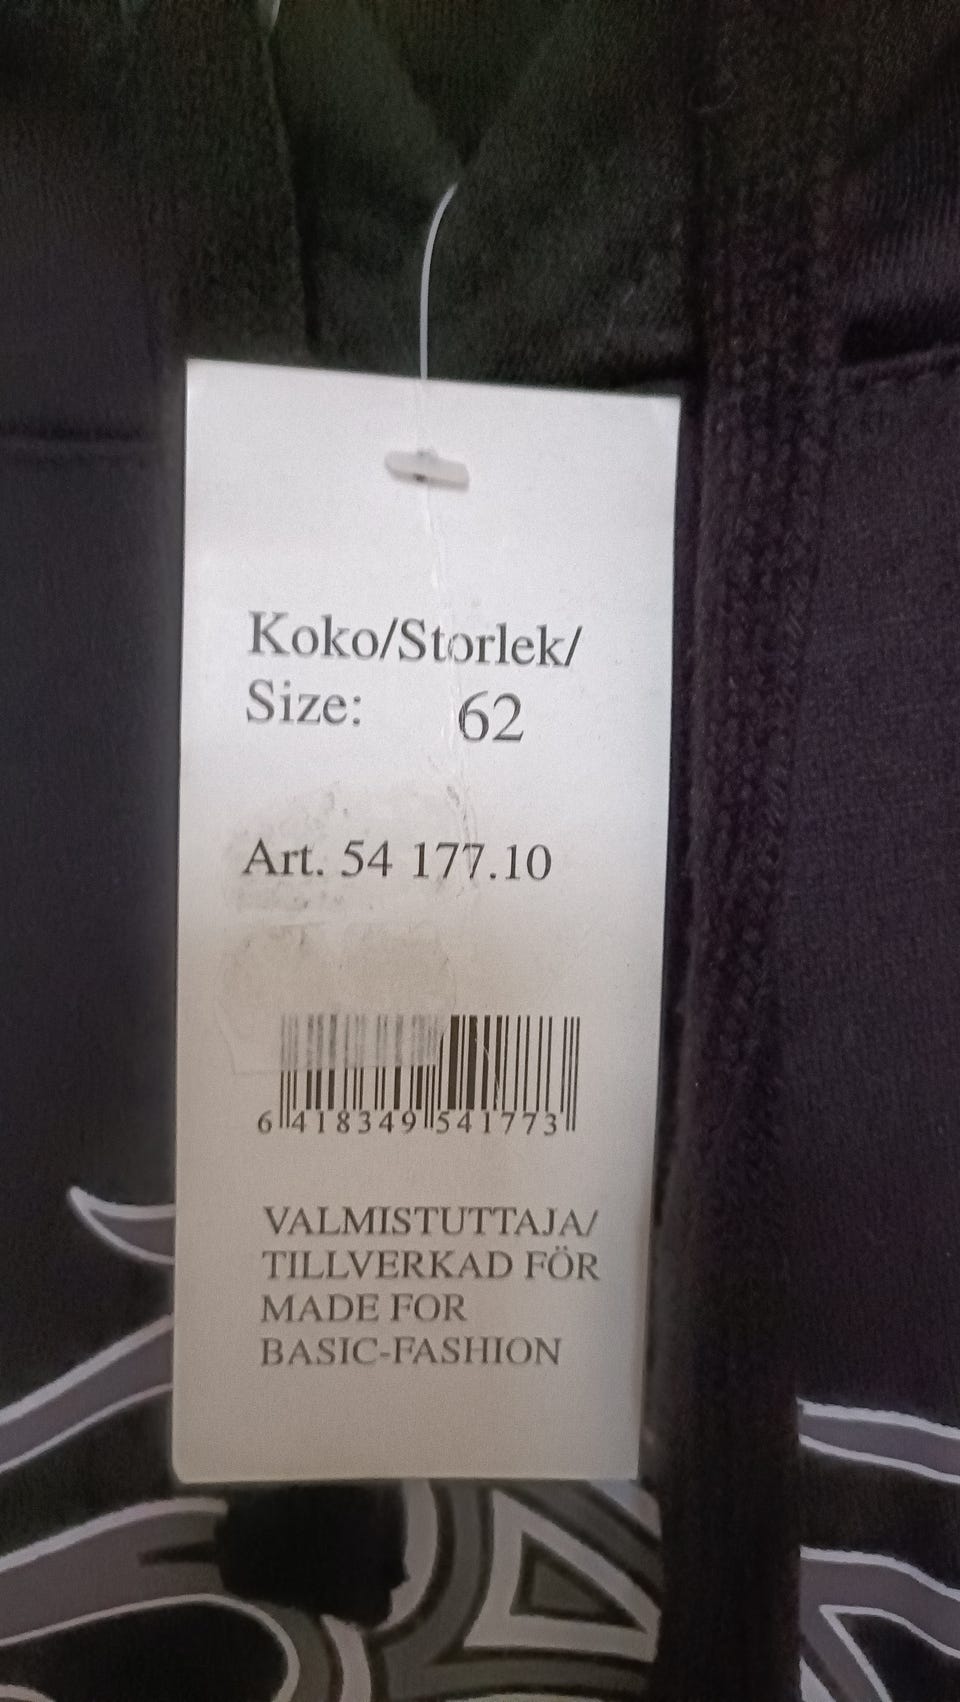 Koko/Storlek/
Size: 62
Art. 54 177.10
6 418349 541773
VALMISTUTTAJA/
TILLVERKAD FÖR
MADE FOR
BASIC-FASHION